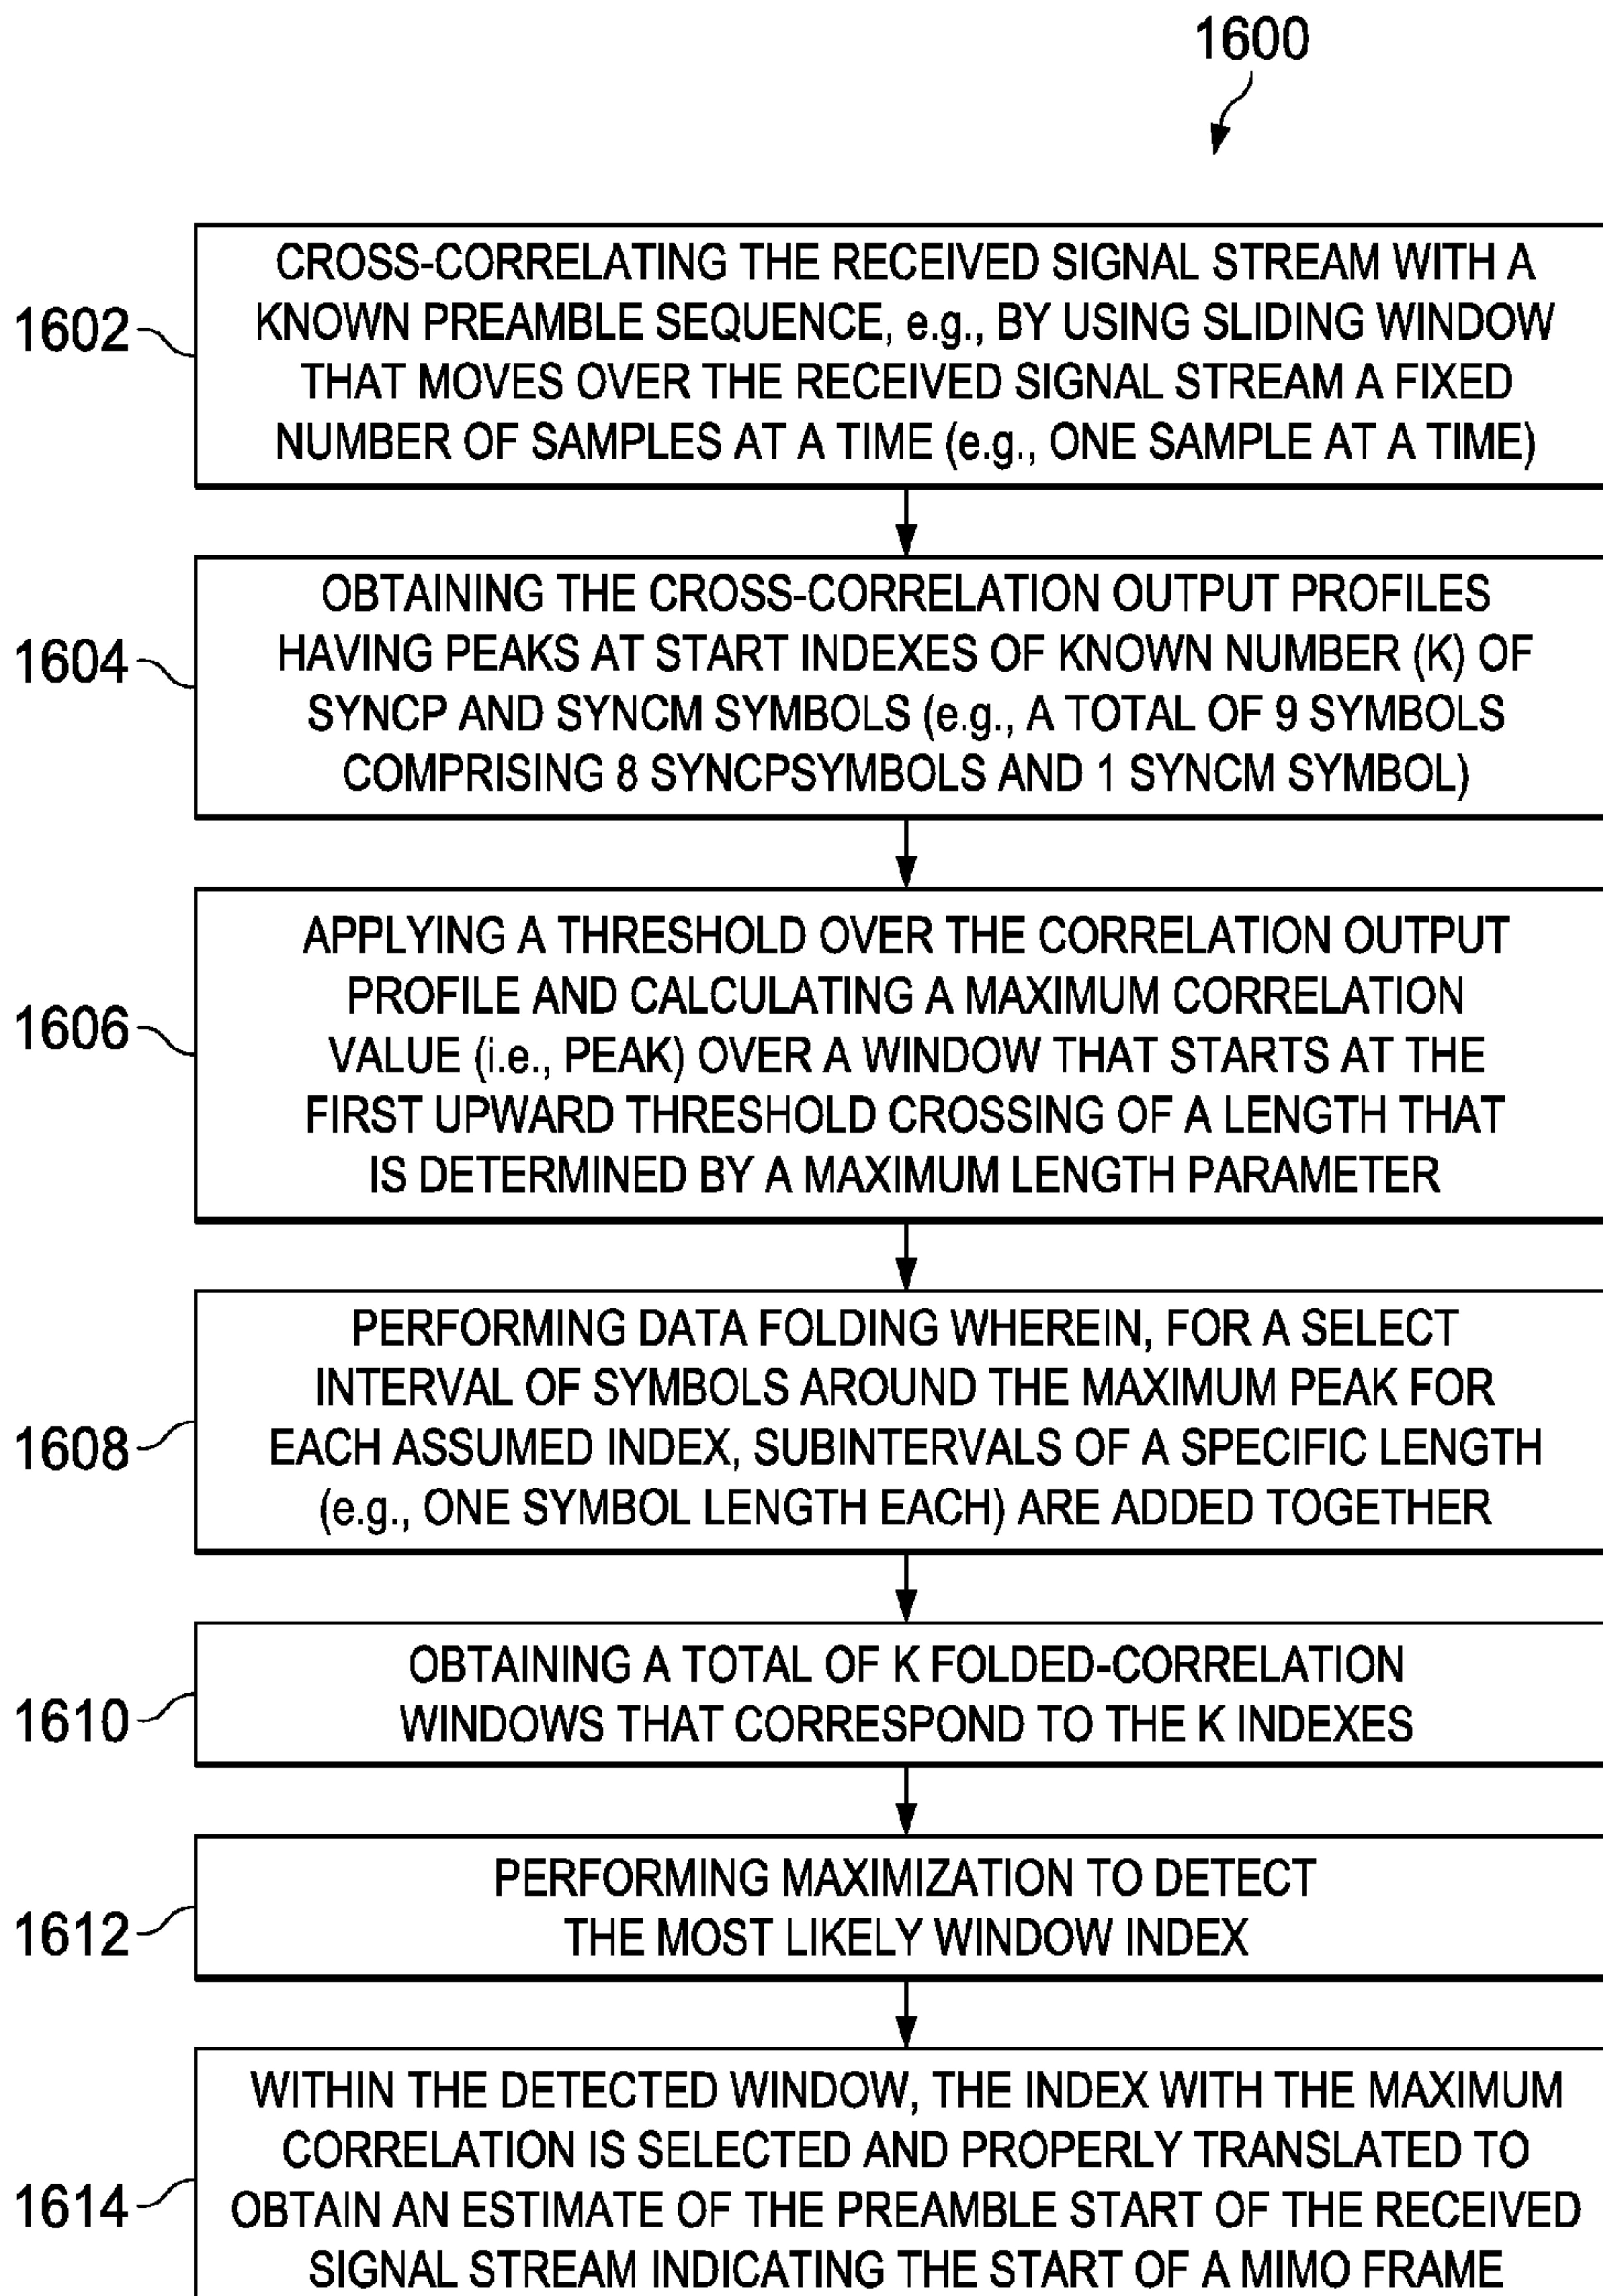 1600
1602
CROSS-CORRELATING THE RECEIVED SIGNAL STREAM WITH A
KNOWN PREAMBLE SEQUENCE, e.g., BY USING SLIDING WINDOW
THAT MOVES OVER THE RECEIVED SIGNAL STREAM A FIXED
NUMBER OF SAMPLES AT A TIME (e.g., ONE SAMPLE AT A TIME)
1604
OBTAINING THE CROSS-CORRELATION OUTPUT PROFILES
HAVING PEAKS AT START INDEXES OF KNOWN NUMBER (K) OF
SYNCP AND SYNCM SYMBOLS (e.g., A TOTAL OF 9 SYMBOLS
COMPRISING 8 SYNCPSYMBOLS AND 1 SYNCM SYMBOL)
1606
APPLYING A THRESHOLD OVER THE CORRELATION OUTPUT
PROFILE AND CALCULATING A MAXIMUM CORRELATION
VALUE (i.e., PEAK) OVER A WINDOW THAT STARTS AT THE
FIRST UPWARD THRESHOLD CROSSING OF A LENGTH THAT
IS DETERMINED BY A MAXIMUM LENGTH PARAMETER
1608
PERFORMING DATA FOLDING WHEREIN, FOR A SELECT
INTERVAL OF SYMBOLS AROUND THE MAXIMUM PEAK FOR
EACH ASSUMED INDEX, SUBINTERVALS OF A SPECIFIC LENGTH
(e.g., ONE SYMBOL LENGTH EACH) ARE ADDED TOGETHER
1610
OBTAINING A TOTAL OF K FOLDED-CORRELATION
WINDOWS THAT CORRESPOND TO THE K INDEXES
1612
PERFORMING MAXIMIZATION TO DETECT
THE MOST LIKELY WINDOW INDEX
1614
WITHIN THE DETECTED WINDOW, THE INDEX WITH THE MAXIMUM
CORRELATION IS SELECTED AND PROPERLY TRANSLATED TO
OBTAIN AN ESTIMATE OF THE PREAMBLE START OF THE RECEIVED
SIGNAL STREAM INDICATING THE START OF A MIMO FRAME